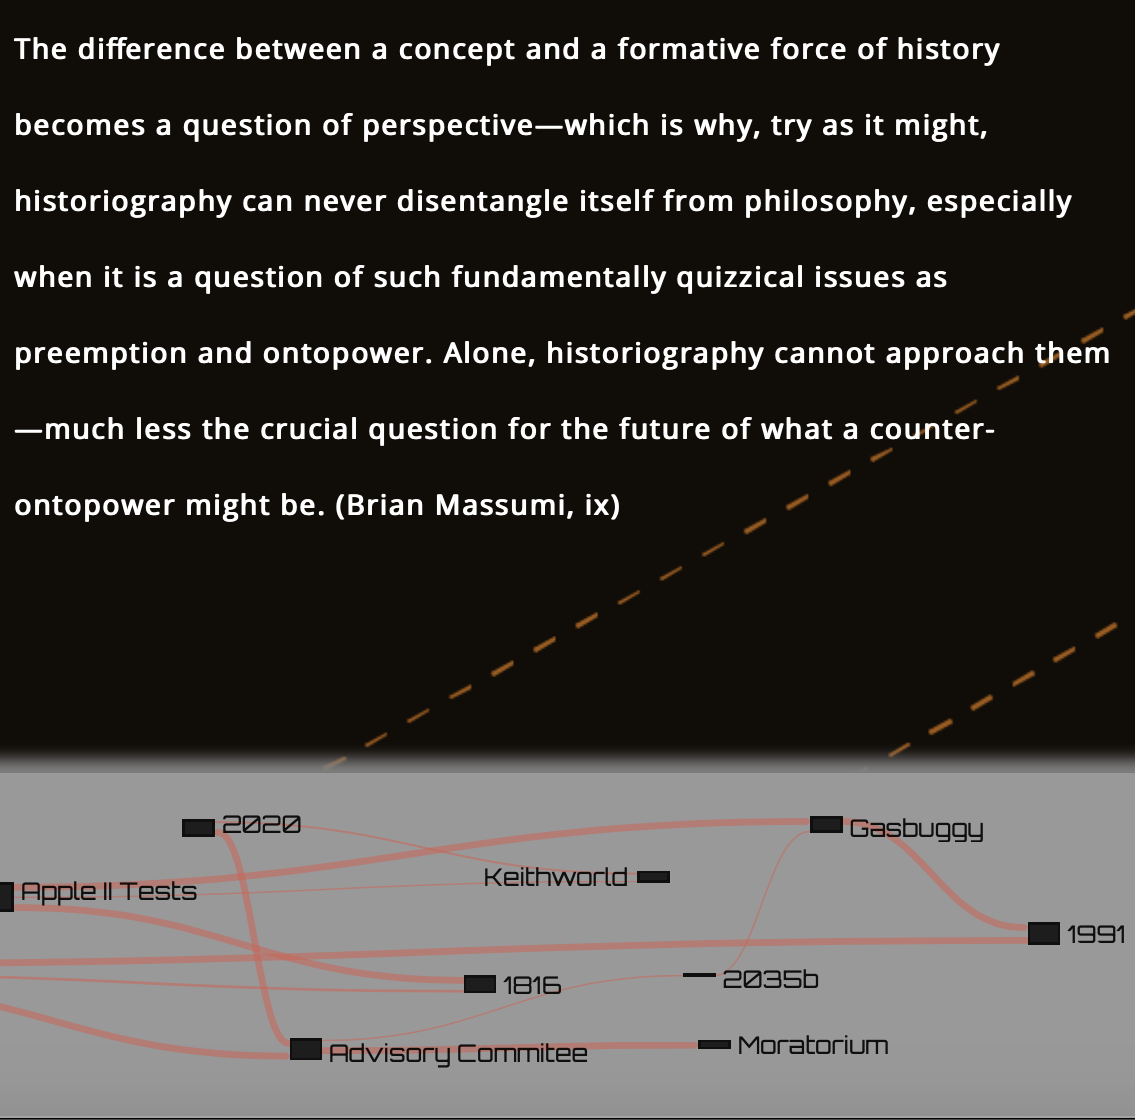 The difference between a concept and a formative force of history
becomes a question of perspective—which is why, try as it might,
historiography can never disentangle itself from philosophy, especially
when it is a question of such fundamentally quizzical issues as
preemption and ontopower. Alone, historiography cannot approach them
—much less the crucial question for the future of what a counter-
ontopower might be. (Brian Massumi, ix)
2020
Gasbuggy
Keithworld
Apple II Tests
1991
2035b
1816
Moratorium
Advisory Commitee